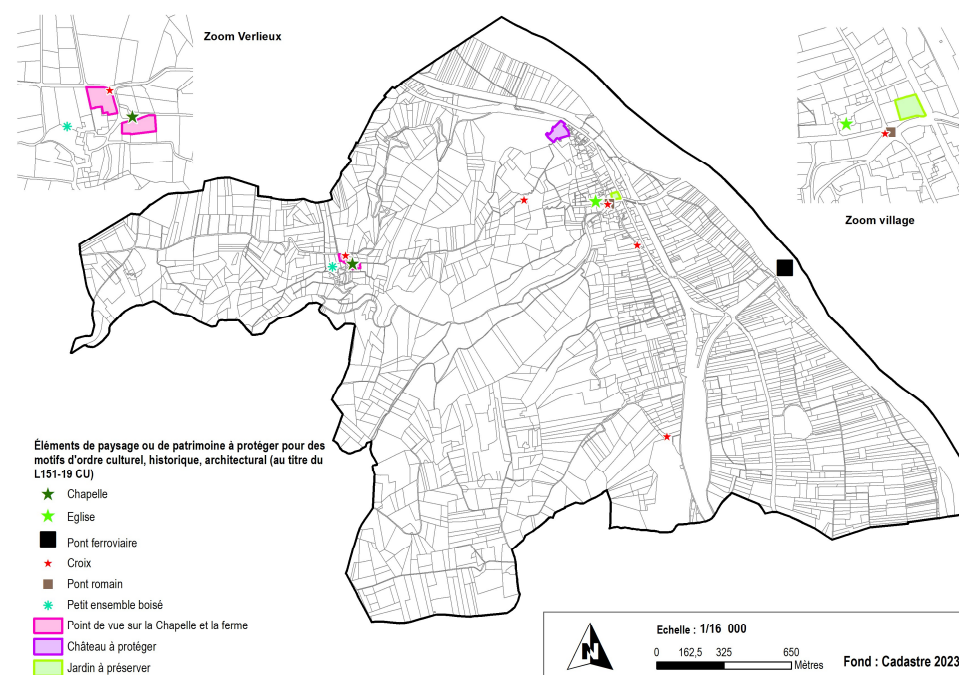 Zoom Verlieux
Zoom village
Éléments de paysage ou de patrimoine à protéger pour des
motifs d'ordre culturel, historique, architectural (au titre du
L151-19 CU)
Chapelle
Eglise
Pont ferroviaire
Croix
Pont romain
Petit ensemble boisé
Point de vue sur la Chapelle et la ferme
Château à protéger
Jardin à préserver
N
Echelle : 1/16 000
0 162,5 325 650
Mètres
Fond : Cadastre 2023